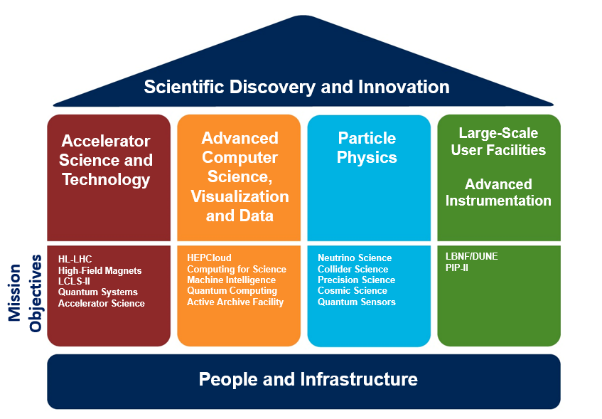 Scientific Discovery and Innovation
Accelerator
Science and
Technology
Advanced
Computer
Science,
Visualization
and Data
Particle
Physics
Large-Scale
User Facilities
Advanced
Instrumentation
Mission
Objectives
HL-LHC
High-Field Magnets
LCLS-II
Quantum Systems
Accelerator Science
HEPCloud
Computing for Science
Machine Intelligence
Quantum Computing
Active Archive Facility
Neutrino Science
Collider Science
Precision Science
Cosmic Science
Quantum Sensors
LBNF/DUNE
PIP-II
People and Infrastructure